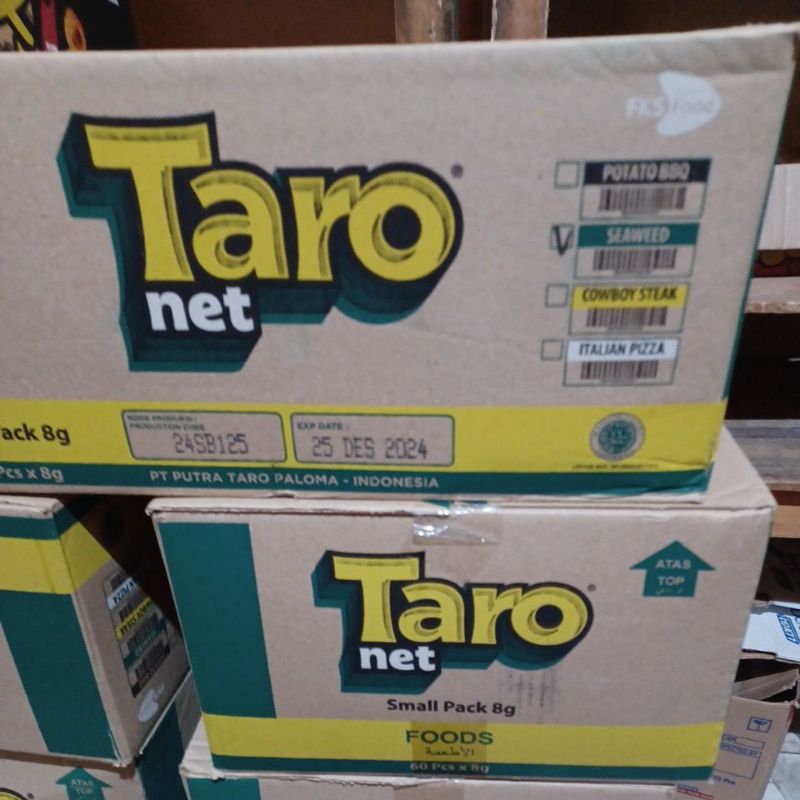 FKS Food
Taro
net
POTATO BBQ
SEAWEED
COWBOY STEAK
ITALIAN PIZZA
ack 8g
KODE PRODUKSI /
PRODUCTION CODE
24SB125
EXP DATE :
25 DES 2024
Pcs x 8g
PT PUTRA TARO PALOMA - INDONESIA
ATAS
TOP
Taro
net
Small Pack 8g
FOODS
الأطعمة
60 Pcs x 8g
ATAS
TOP